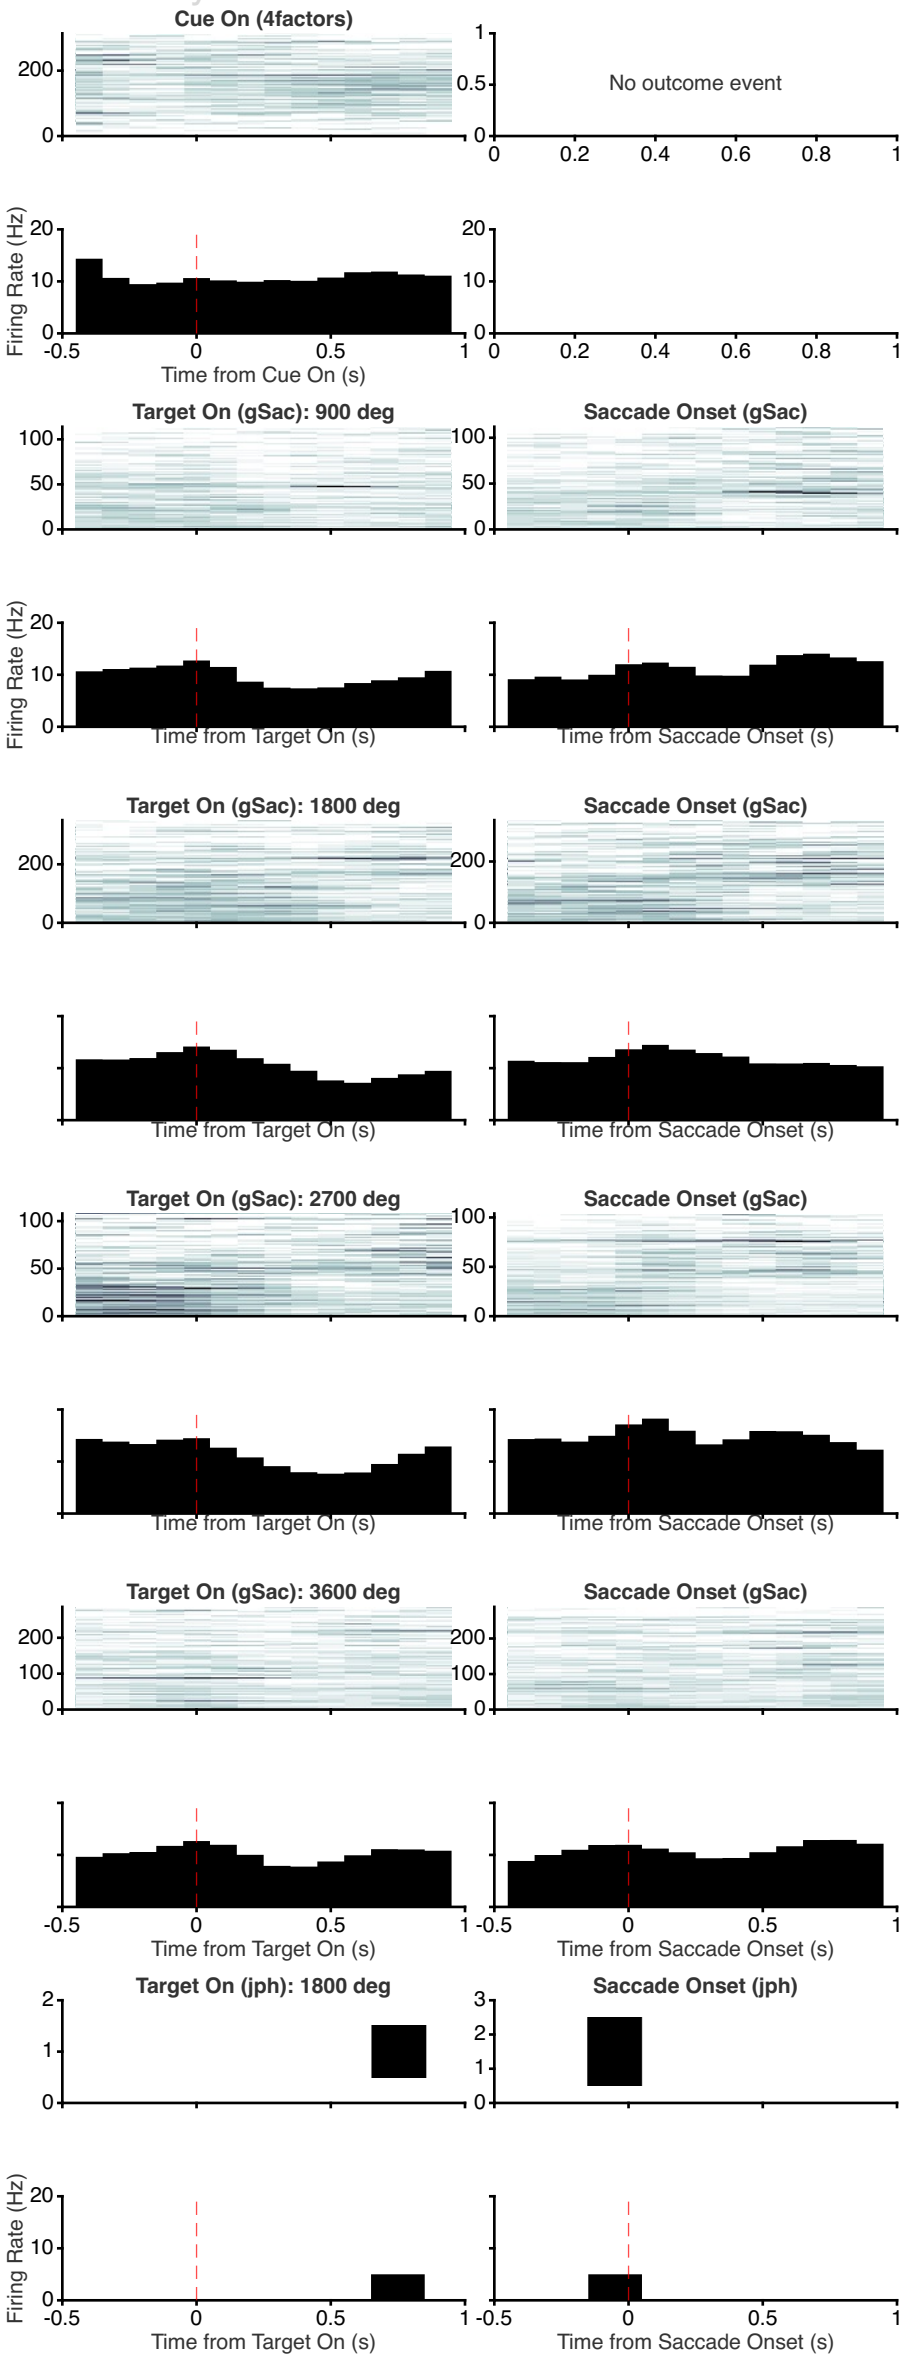 Cue On (4factors)
200
0
1
0.5
0
No outcome event
0 0.2 0.4 0.6 0.8 1
Firing Rate (Hz)
20
10
0
-0.5 0 0.5 1
Time from Cue On (s)
20
10
0
0 0.2 0.4 0.6 0.8 1
Target On (gSac): 900 deg
100
50
0
Saccade Onset (gSac)
100
50
0
Firing Rate (Hz)
20
10
0
Time from Target On (s)
Time from Saccade Onset (s)
Target On (gSac): 1800 deg
200
0
Saccade Onset (gSac)
200
0
Time from Target On (s)
Time from Saccade Onset (s)
Target On (gSac): 2700 deg
100
50
0
Saccade Onset (gSac)
100
50
0
Time from Target On (s)
Time from Saccade Onset (s)
Target On (gSac): 3600 deg
200
100
0
Saccade Onset (gSac)
200
100
0
-0.5 0 0.5 1
Time from Target On (s)
-0.5 0 0.5 1
Time from Saccade Onset (s)
Target On (jph): 1800 deg
2
1
0
Saccade Onset (jph)
3
2
1
0
Firing Rate (Hz)
20
10
0
-0.5 0 0.5 1
Time from Target On (s)
-0.5 0 0.5 1
Time from Saccade Onset (s)